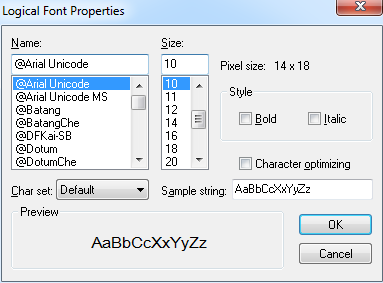 Logical Font Properties
Name:
Size:
@Arial Unicode
10
Pixel size: 14 x 18
@Arial Unicode
@Arial Unicode MS
@Batang
@BatangChe
@DFKai-SB
@Dotum
@DotumChe
10
11
12
14
16
18
20
Style
Bold
Italic
Character optimizing
Char set:
Default
Sample string:
AaBbCcXxYyZz
Preview
AaBbCcXxYyZz
OK
Cancel